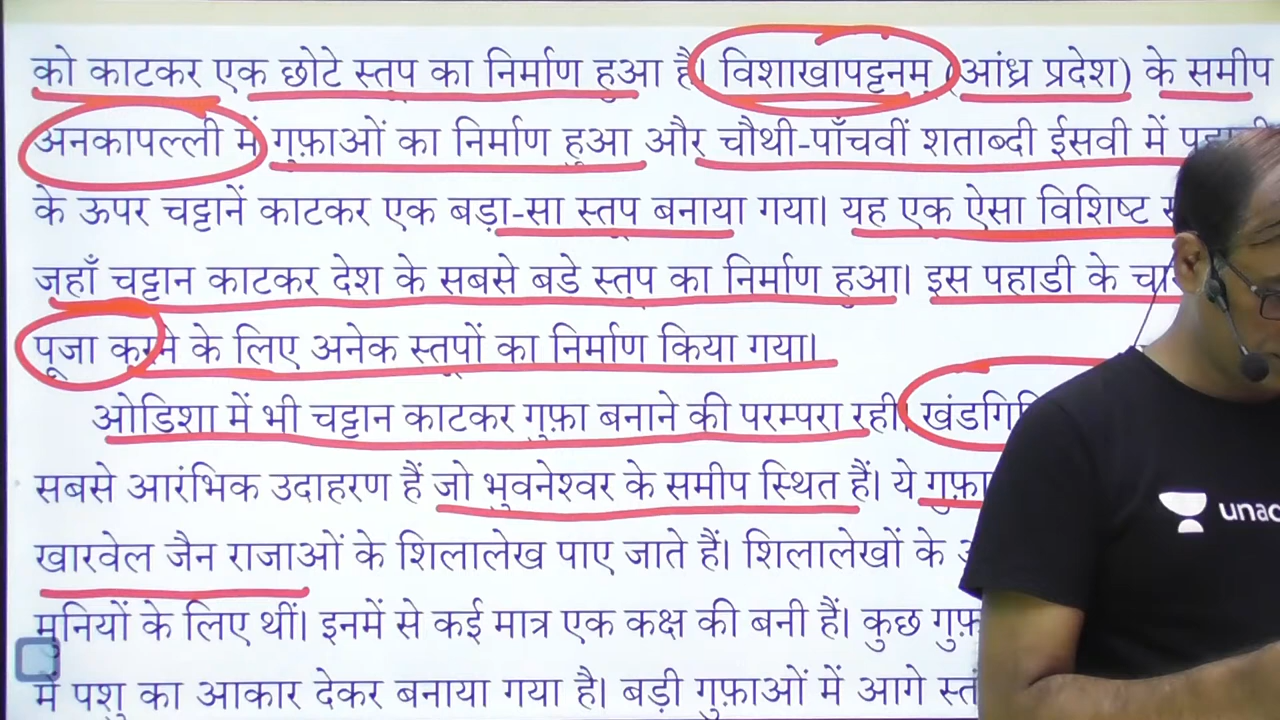 को काटकर एक छोटे स्तूप का निर्माण हुआ है। विशाखापट्टनम (आंध्र प्रदेश) के समीप
अनकापल्ली में गुफ़ाओं का निर्माण हुआ और चौथी-पाँचवीं शताब्दी ईसवी में
के ऊपर चट्टानें काटकर एक बड़ा-सा स्तूप बनाया गया। यह एक ऐसा विशिष्ट
जहाँ चट्टान काटकर देश के सबसे बडे स्तूप का निर्माण हुआ। इस पहाडी के
पूजा करने के लिए अनेक स्तूपों का निर्माण किया गया।
ओडिशा में भी चट्टान काटकर गुफ़ा बनाने की परम्परा रही।
सबसे आरंभिक उदाहरण हैं जो भुवनेश्वर के समीप स्थित हैं। ये
खारवेल जैन राजाओं के शिलालेख पाए जाते हैं। शिलालेखों के
मुनियों के लिए थीं। इनमें से कई मात्र एक कक्ष की बनी हैं। कुछ
में पशु का आकार देकर बनाया गया है। बड़ी गुफ़ाओं में आगे
unac